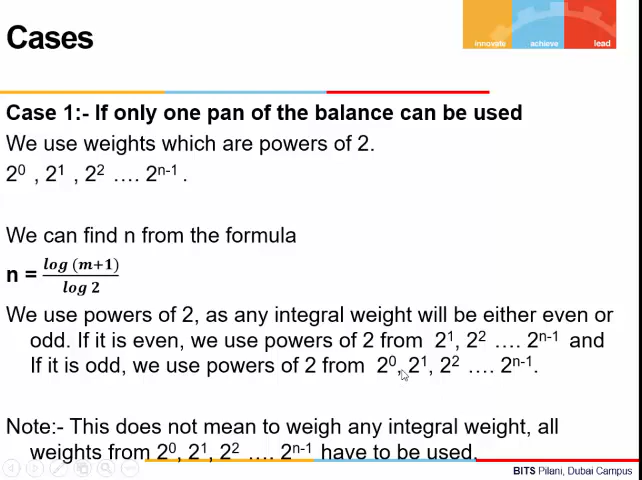 innovate achieve lead
Cases
Case 1:- If only one pan of the balance can be used
We use weights which are powers of 2.
2⁰ , 2¹ , 2² …. 2ⁿ⁻¹ .
We can find n from the formula
n = log (m+1) / log 2
We use powers of 2, as any integral weight will be either even or
odd. If it is even, we use powers of 2 from 2¹, 2² …. 2ⁿ⁻¹ and
If it is odd, we use powers of 2 from 2⁰, 2¹, 2² …. 2ⁿ⁻¹.
Note:- This does not mean to weigh any integral weight, all
weights from 2⁰, 2¹, 2² …. 2ⁿ⁻¹ have to be used.
BITS Pilani, Dubai Campus